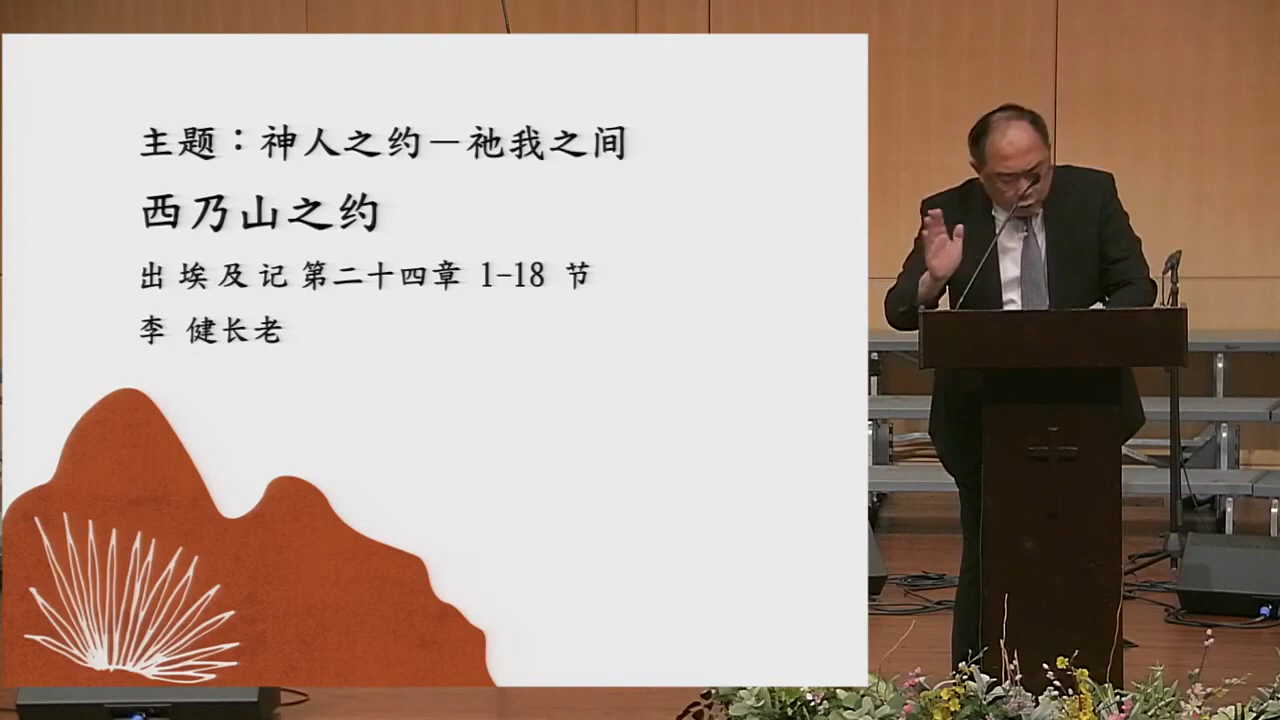 主题：神人之约－祂我之间
西乃山之约
出 埃 及 记 第二十四章 1-18 节
李 健长老